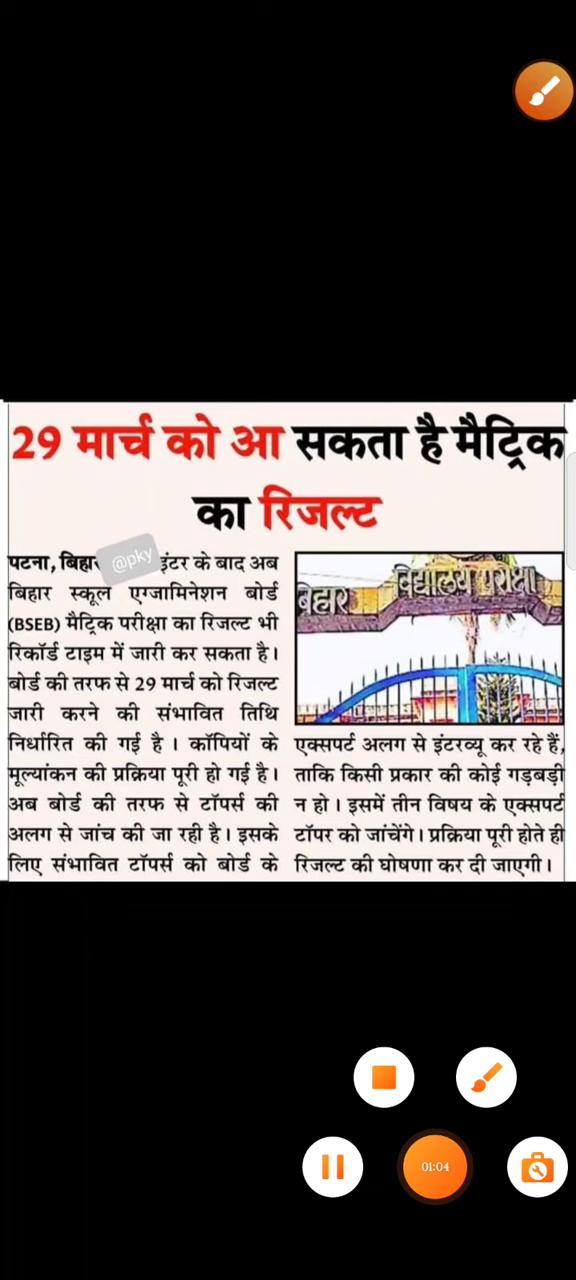 29 मार्च को आ सकता है मैट्रिक
का रिजल्ट
पटना, बिहार
@pky
इंटर के बाद अब
बिहार स्कूल एग्जामिनेशन बोर्ड
(BSEB) मैट्रिक परीक्षा का रिजल्ट भी
रिकॉर्ड टाइम में जारी कर सकता है।
बोर्ड की तरफ से 29 मार्च को रिजल्ट
जारी करने की संभावित तिथि
निर्धारित की गई है । कॉपियों के
मूल्यांकन की प्रक्रिया पूरी हो गई है।
अब बोर्ड की तरफ से टॉपर्स की
अलग से जांच की जा रही है। इसके
लिए संभावित टॉपर्स को बोर्ड के
बिहार विद्यालय परीक्षा
एक्सपर्ट अलग से इंटरव्यू कर रहे हैं,
ताकि किसी प्रकार की कोई गड़बड़ी
न हो । इसमें तीन विषय के एक्सपर्ट
टॉपर को जांचेंगे। प्रक्रिया पूरी होते ही
रिजल्ट की घोषणा कर दी जाएगी।
01:04